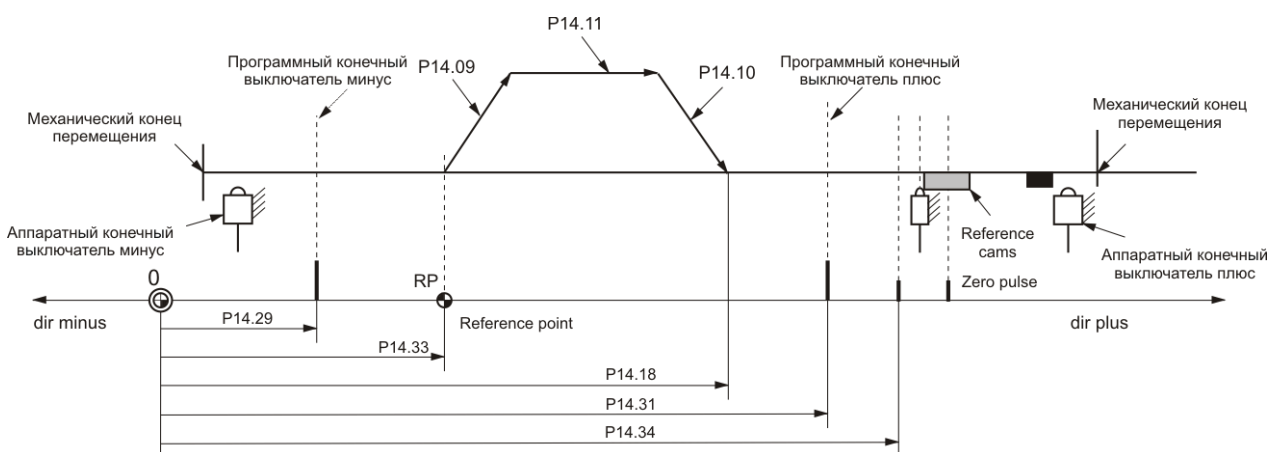 P14.11
Программный конечный
выключатель минус
P14.09
P14.10
Программный конечный
выключатель плюс
Механический конец
перемещения
Механический конец
перемещения
Аппаратный конечный
выключатель минус
Reference
cams
Аппаратный конечный
выключатель плюс
0
RP
Zero pulse
dir minus
P14.29
Reference point
dir plus
P14.33
P14.18
P14.31
P14.34